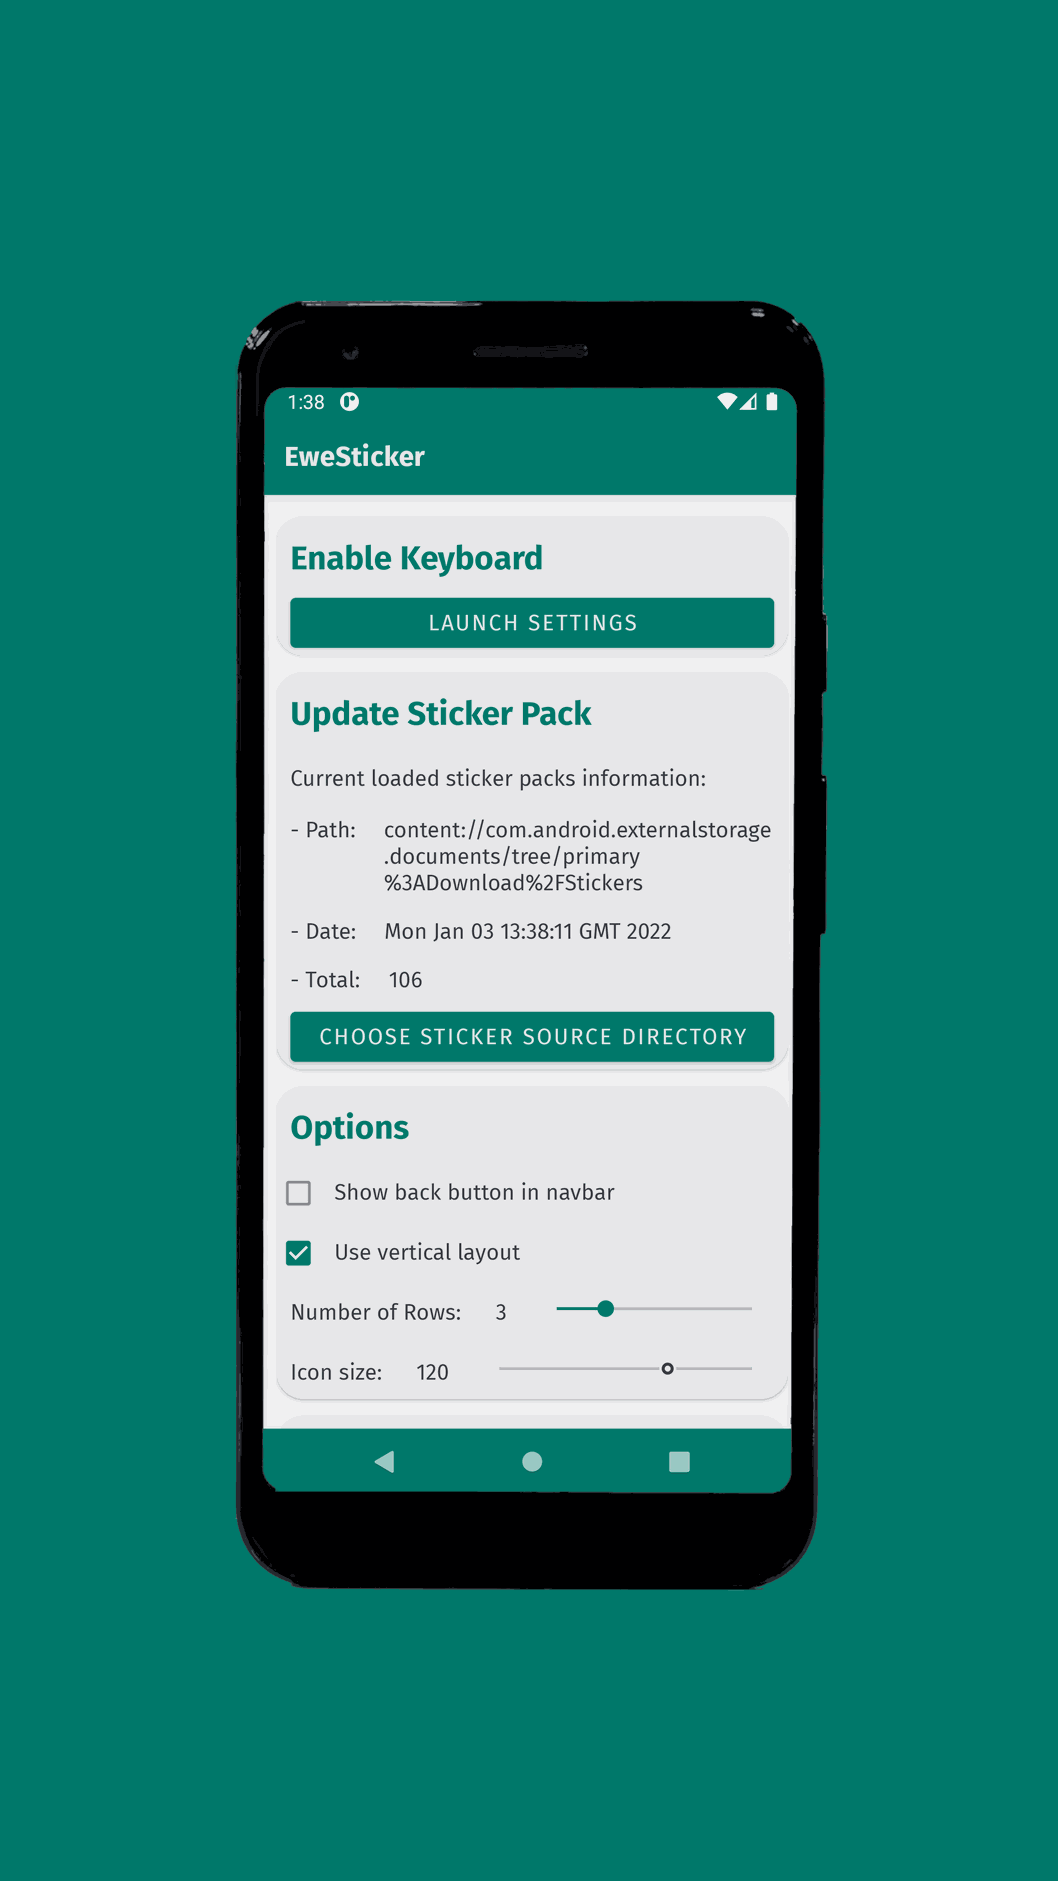 1:38
EweSticker
Enable Keyboard
LAUNCH SETTINGS
Update Sticker Pack
Current loaded sticker packs information:
- Path: content://com.android.externalstorage
.documents/tree/primary
%3ADownload%2FStickers
- Date: Mon Jan 03 13:38:11 GMT 2022
- Total: 106
CHOOSE STICKER SOURCE DIRECTORY
Options
Show back button in navbar
Use vertical layout
Number of Rows: 3
Icon size: 120